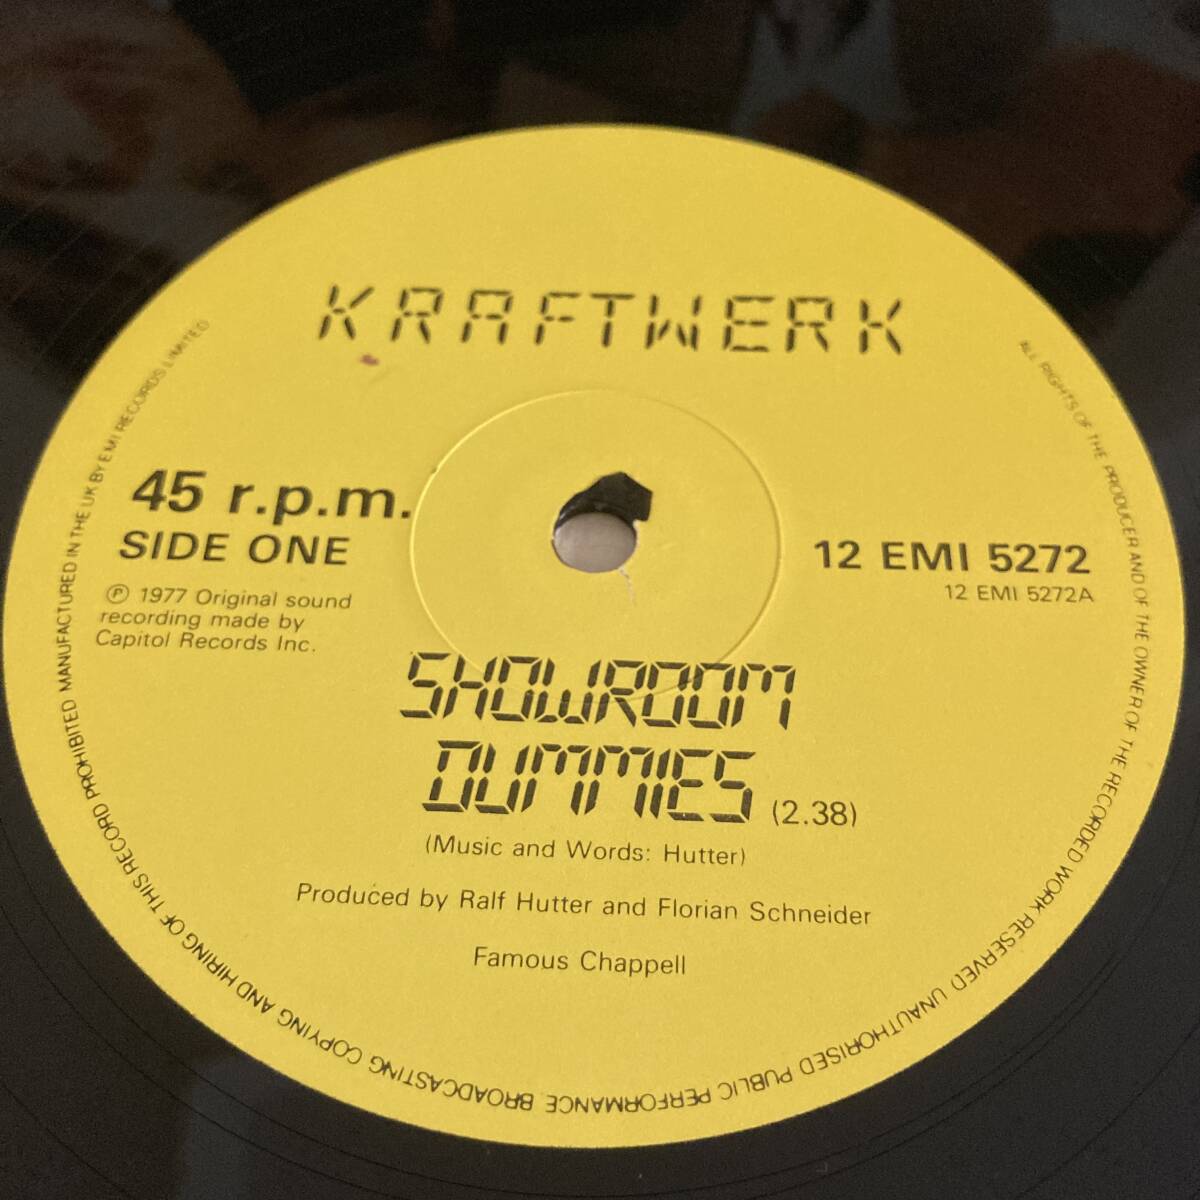 KRAFTWERK
45 r.p.m.
SIDE ONE
℗ 1977 Original sound
recording made by
Capitol Records Inc.
12 EMI 5272
12 EMI 5272A
SHOWROOM
DUMMIES (2.38)
(Music and Words: Hutter)
Produced by Ralf Hutter and Florian Schneider
Famous Chappell
ALL RIGHTS OF THE PRODUCER AND OF THE OWNER OF THE RECORDED WORK RESERVED UNAUTHORISED PUBLIC PERFORMANCE BROADCASTING COPYING AND HIRING OF THIS RECORD PROHIBITED MANUFACTURED IN THE UK BY EMI RECORDS LIMITED